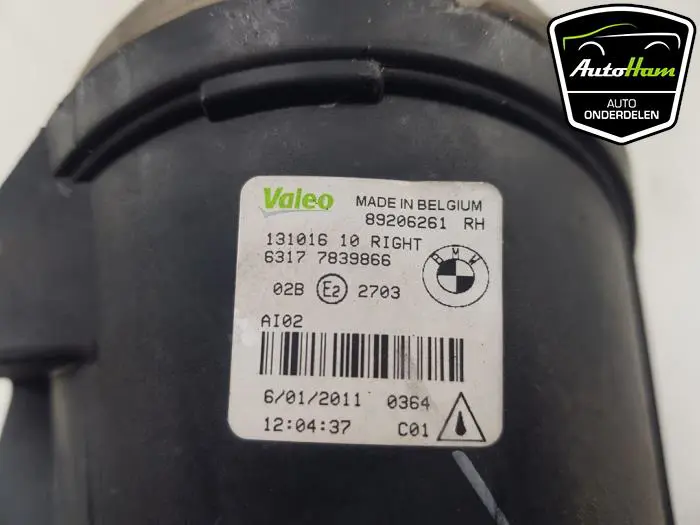 AutoHam
AUTO
ONDERDELEN
Valeo MADE IN BELGIUM
89206261 RH
131016 10 RIGHT
6317 7839866
BMW
02B E2 2703
AI02
6/01/2011 0364
12:04:37 C01